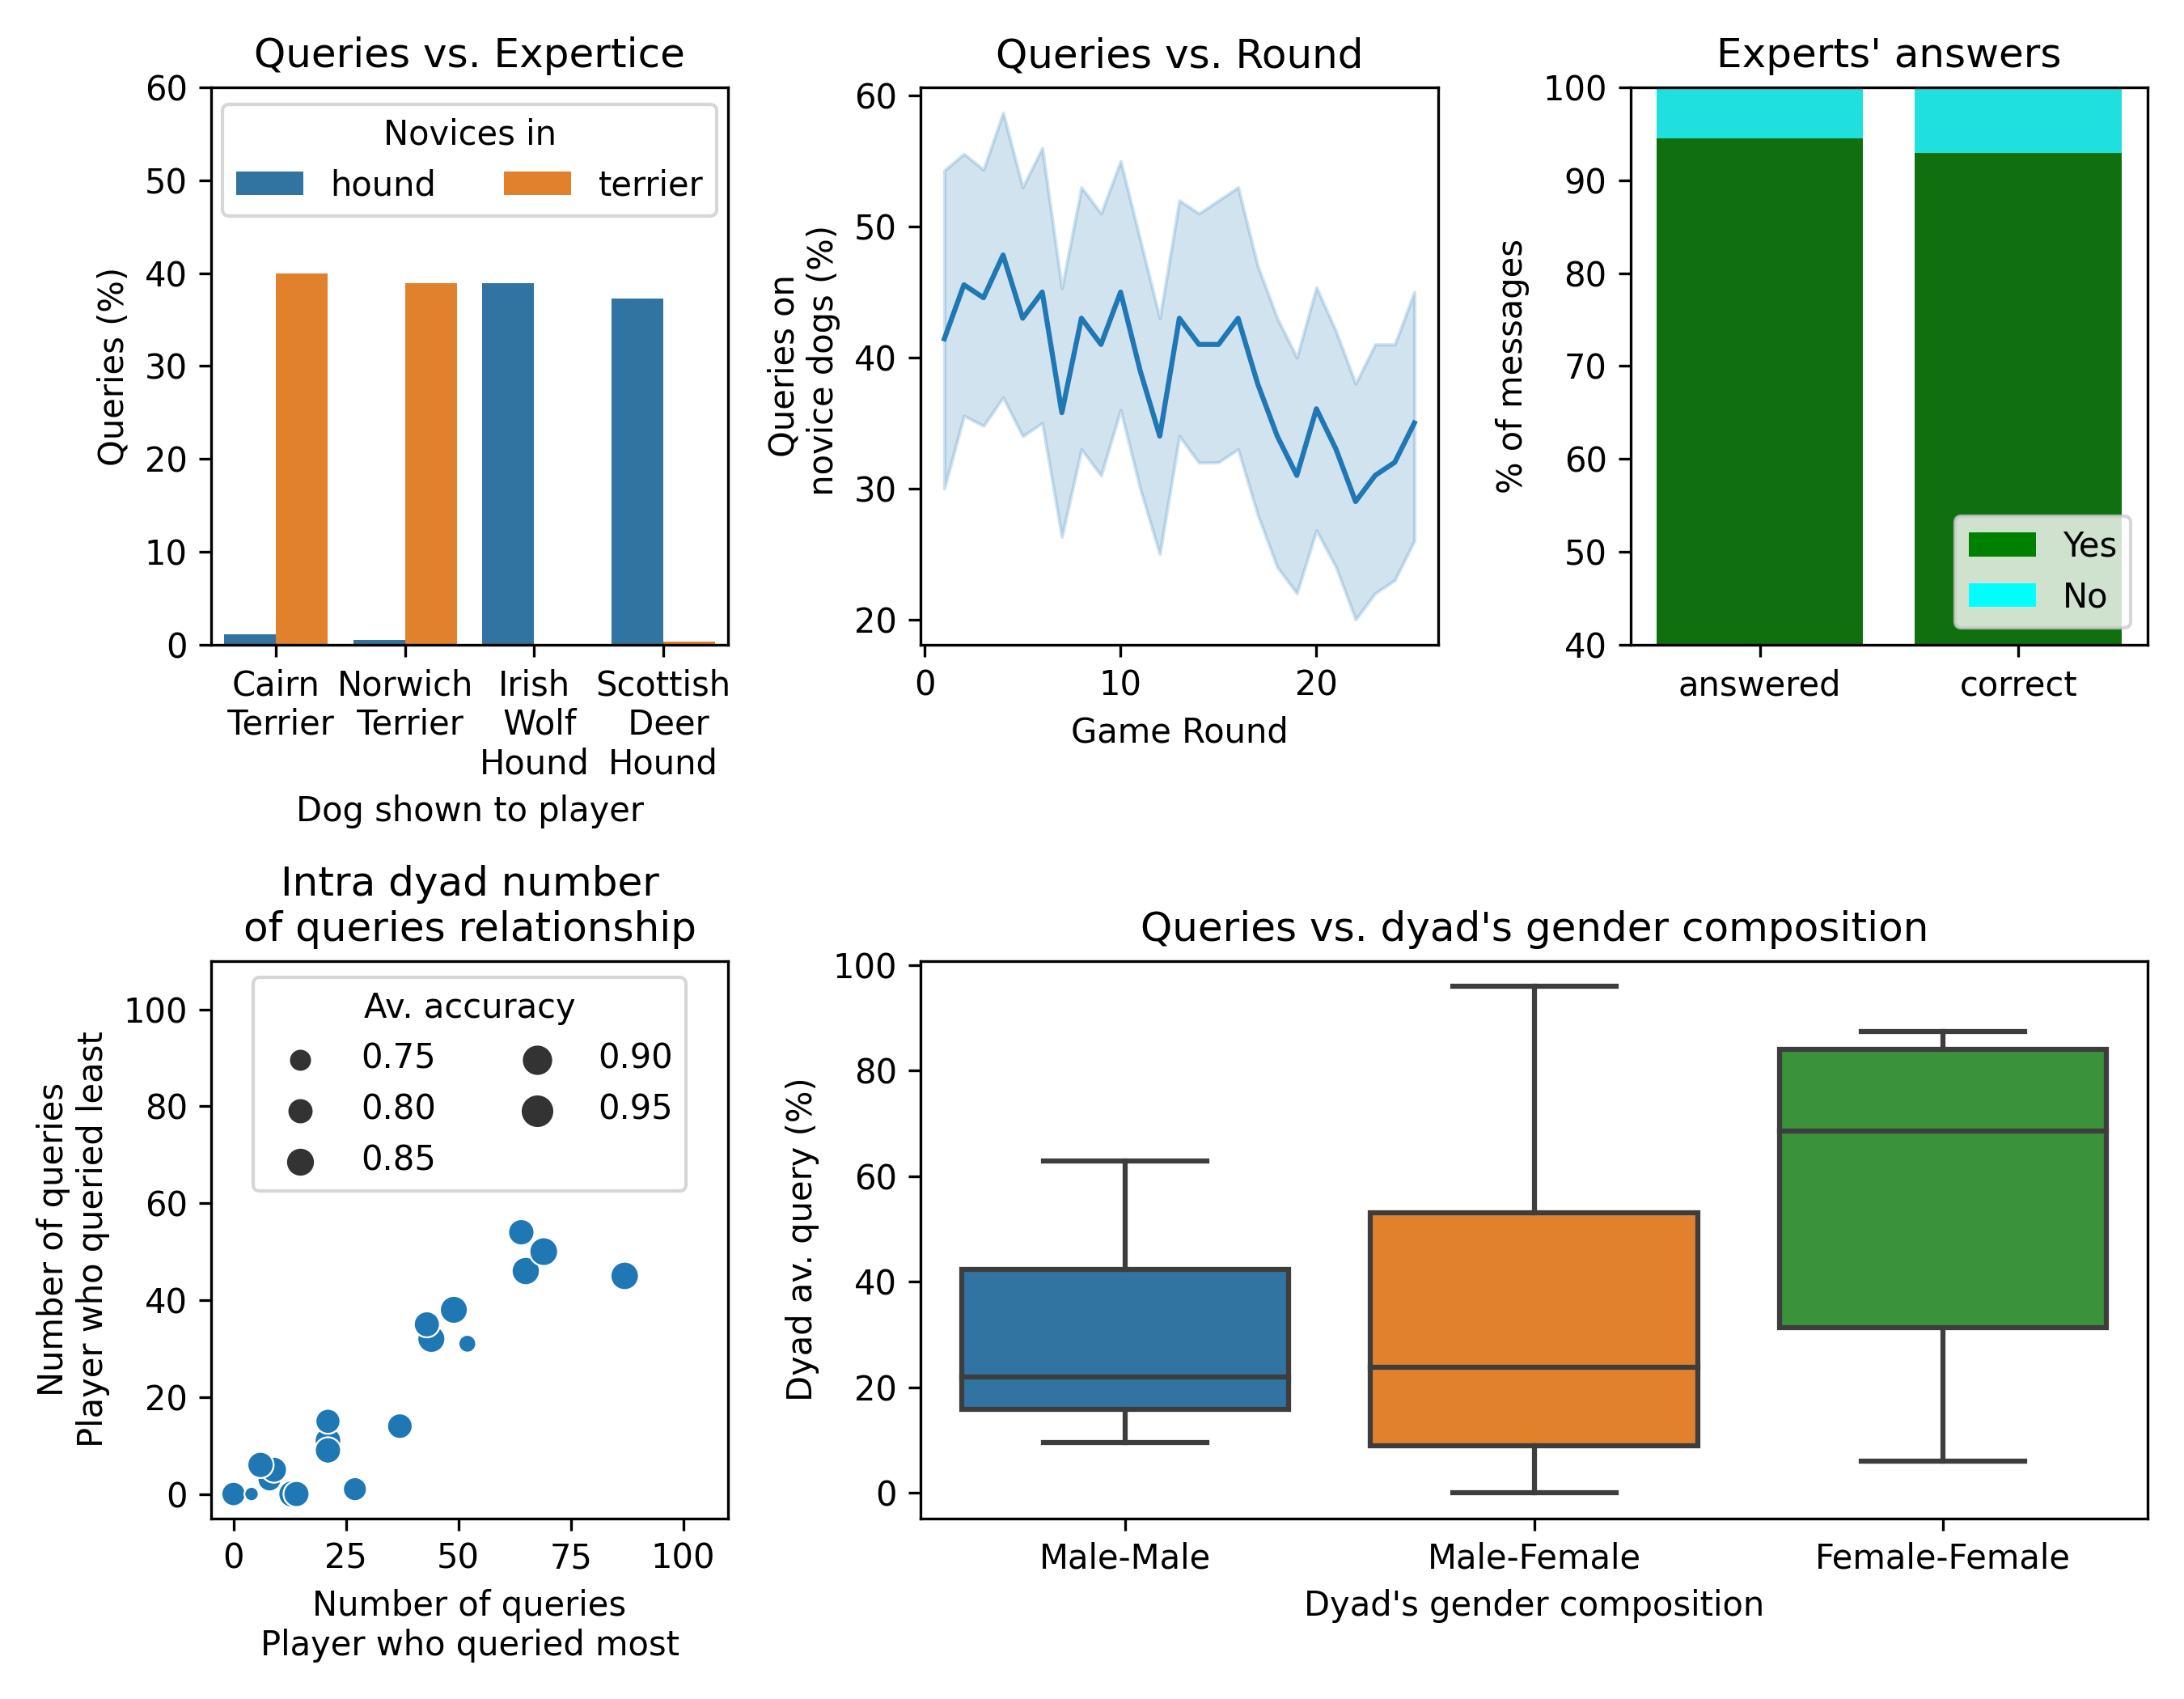 Queries vs. Expertice
Queries (%)
60
50
40
30
20
10
0
Novices in
hound
terrier
Cairn
Terrier
Norwich
Terrier
Irish
Wolf
Hound
Scottish
Deer
Hound
Dog shown to player
Queries vs. Round
Queries on
novice dogs (%)
60
50
40
30
20
0
10
20
Game Round
Experts' answers
% of messages
100
90
80
70
60
50
40
Yes
No
answered
correct
Intra dyad number
of queries relationship
Number of queries
Player who queried least
100
80
60
40
20
0
Av. accuracy
0.75
0.80
0.85
0.90
0.95
0
25
50
75
100
Number of queries
Player who queried most
Queries vs. dyad's gender composition
Dyad av. query (%)
100
80
60
40
20
0
Male-Male
Male-Female
Female-Female
Dyad's gender composition